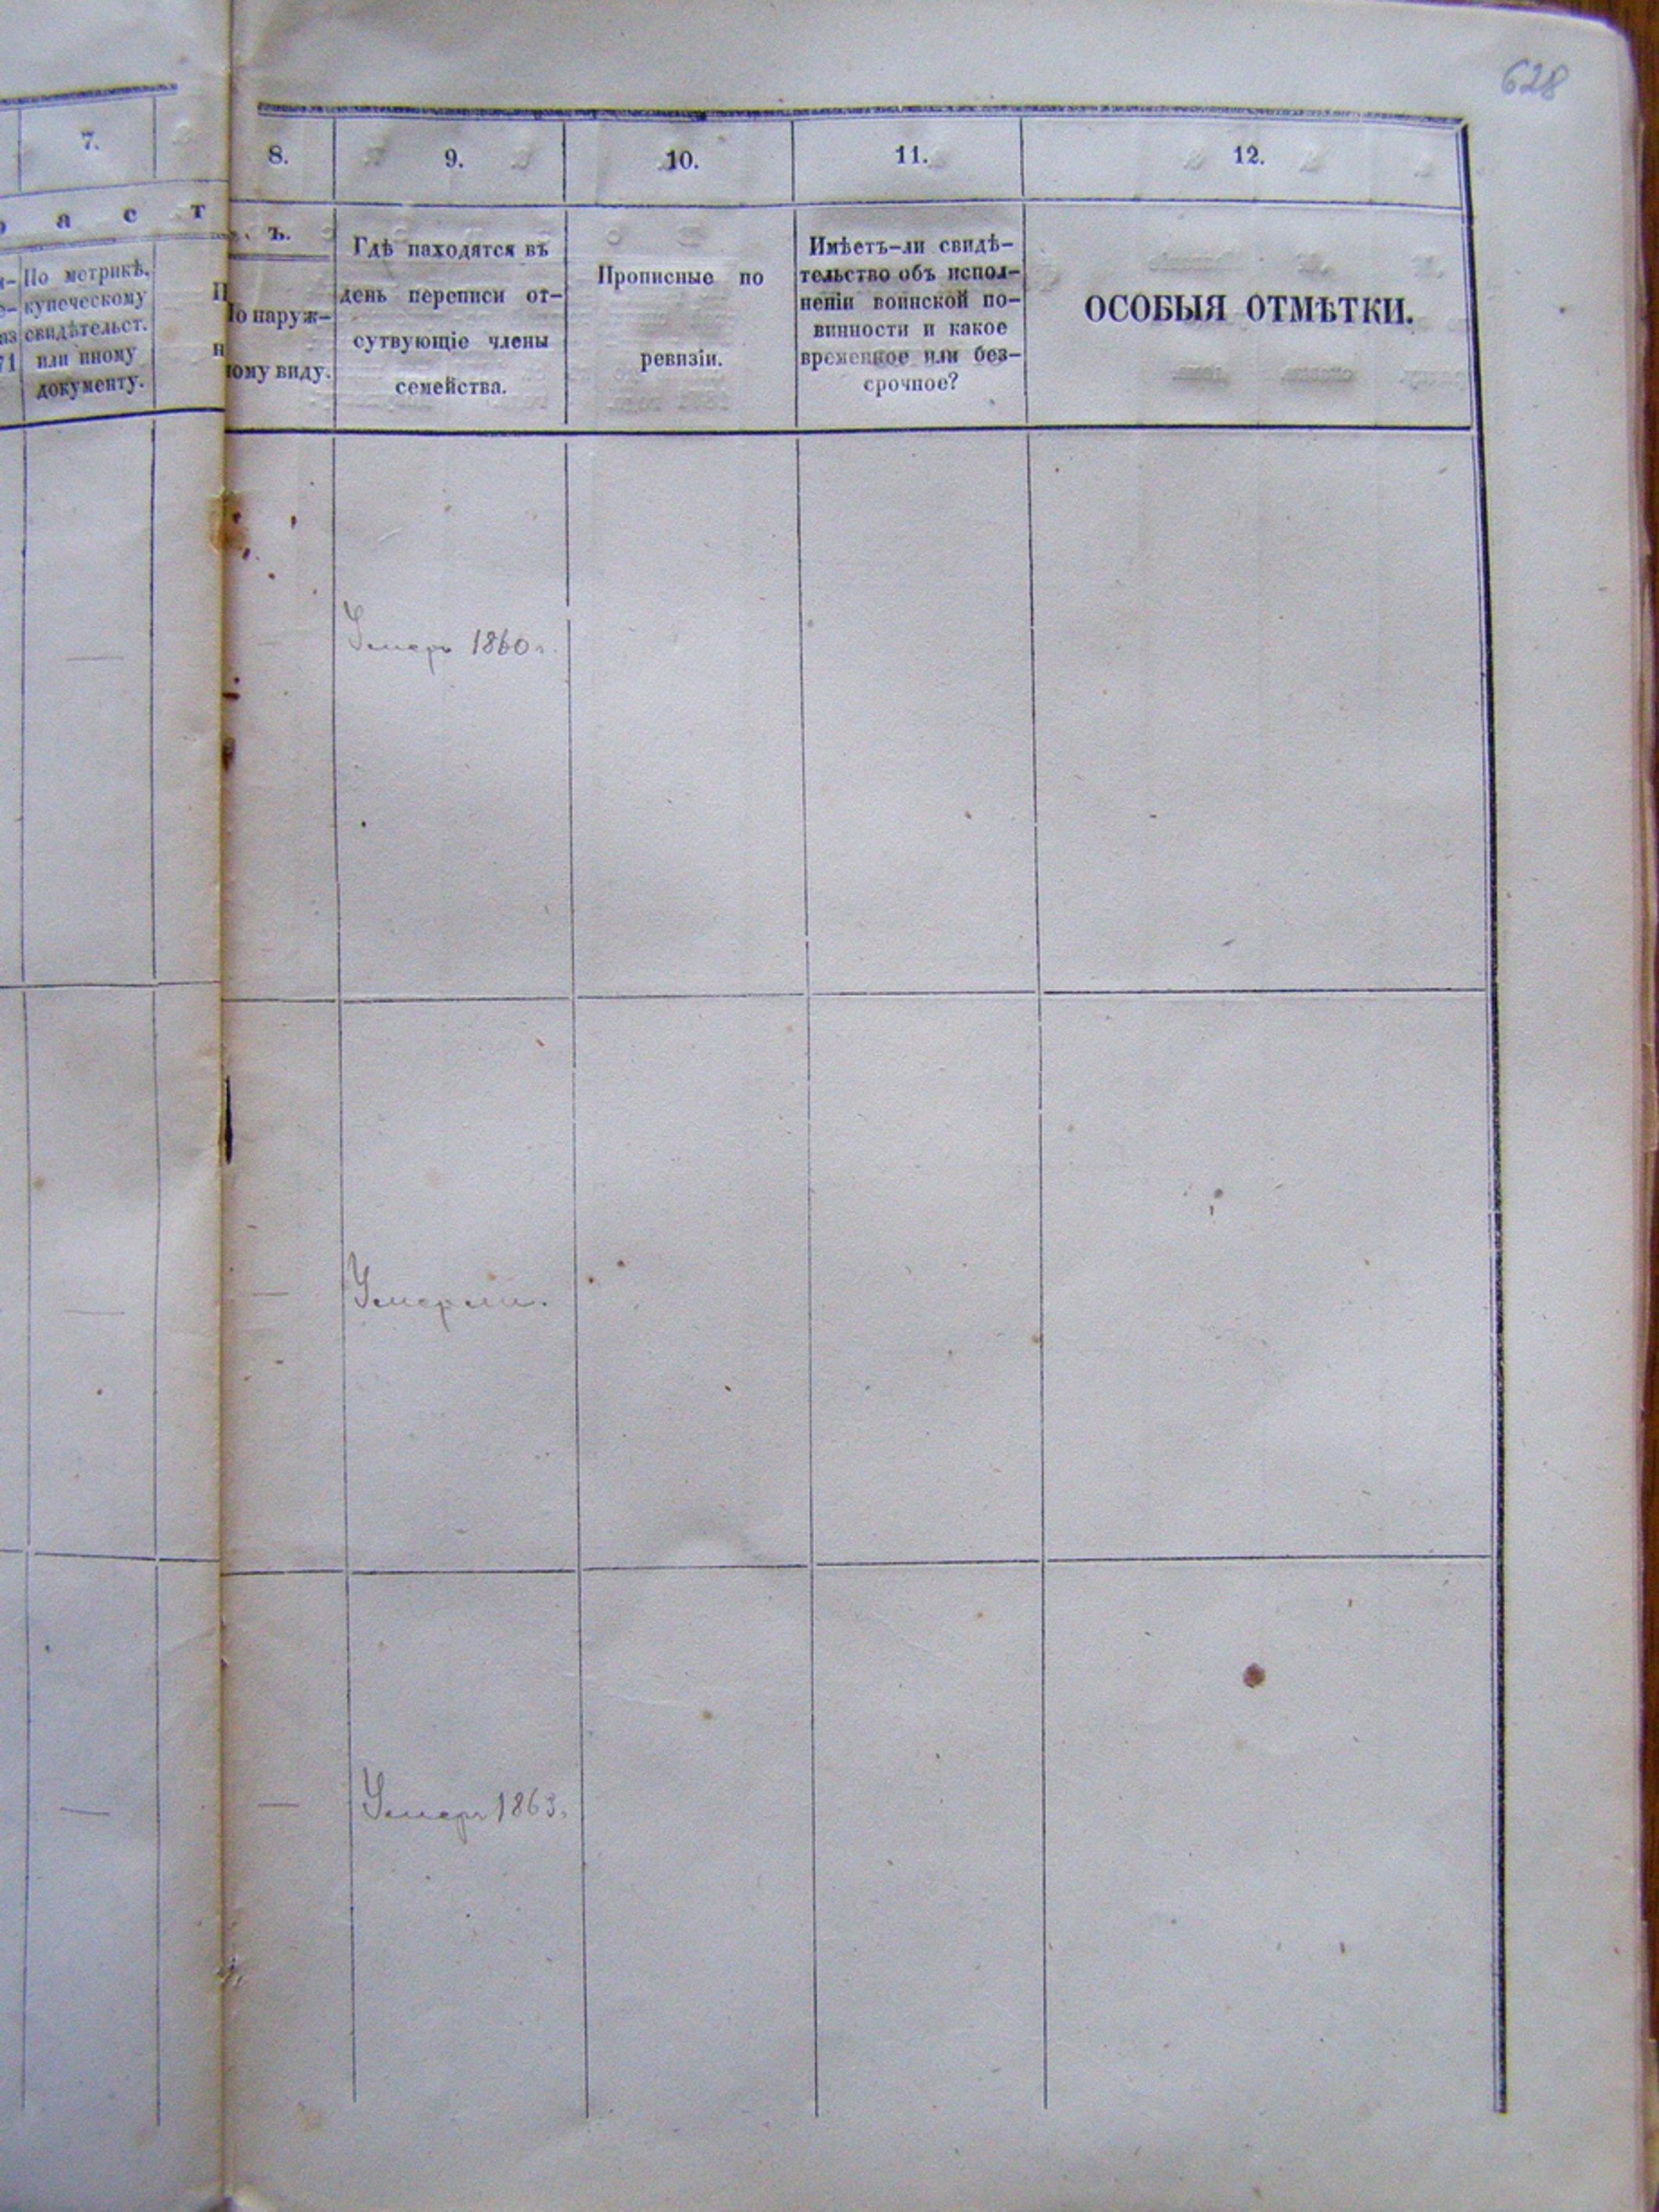 628
7.
8.
9.
10.
11.
12.
а с т
ъ.
По метрикѣ,
купеческому
свидѣтельст.
или иному
документу.
По наруж-
ному виду.
Гдѣ находятся въ
день переписи от-
сутвующіе члены
семейства.
Прописные по
ревизіи.
Имѣетъ-ли свидѣ-
тельство объ испол-
неніи воинской по-
винности и какое
временное или без-
срочное?
ОСОБЫЯ ОТМѢТКИ.
Умеръ 1860 г.
Умерли.
Умеръ 1863.